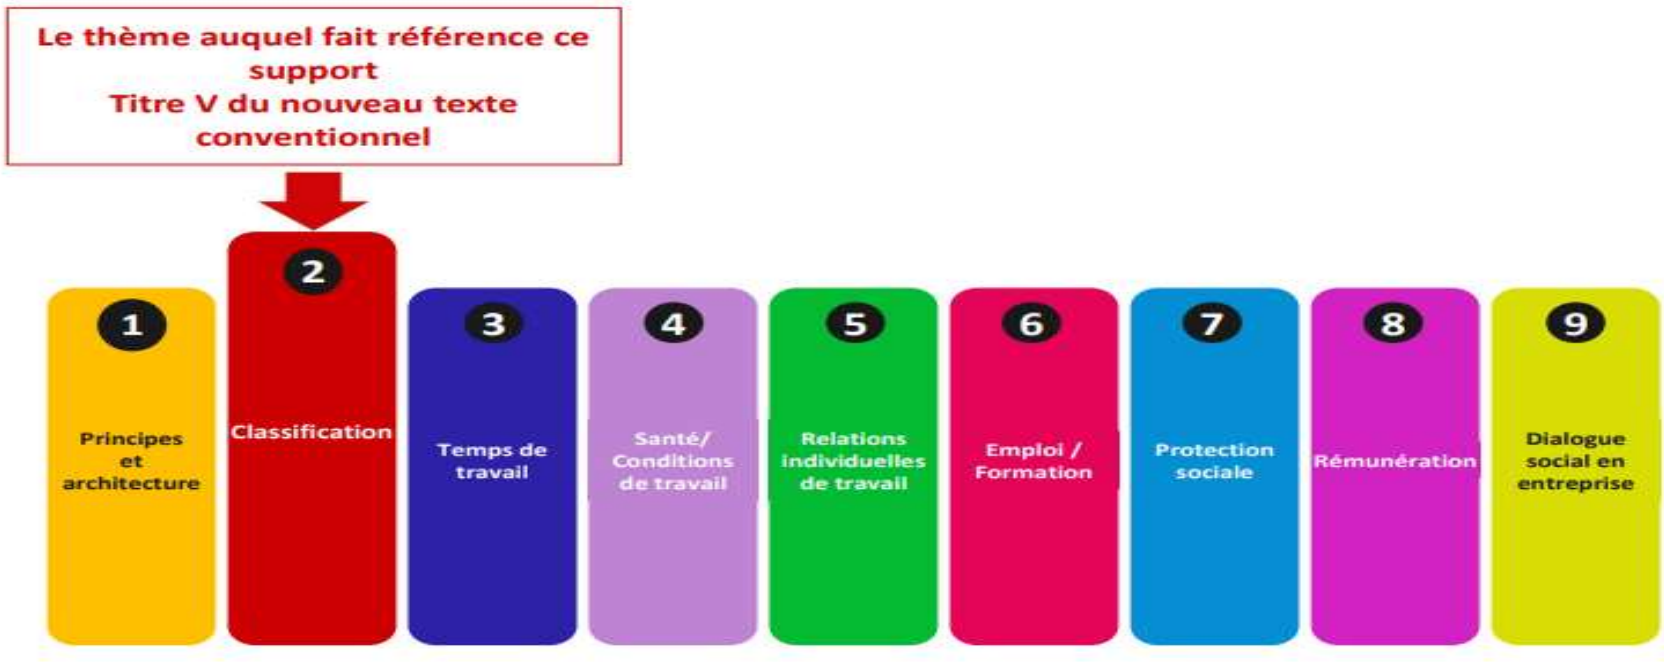 Le thème auquel fait référence ce
support
Titre V du nouveau texte
conventionnel
1
Principes
et
architecture
2
Classification
3
Temps de
travail
4
Santé/
Conditions
de travail
5
Relations
individuelles
de travail
6
Emploi /
Formation
7
Protection
sociale
8
Rémunération
9
Dialogue
social en
entreprise